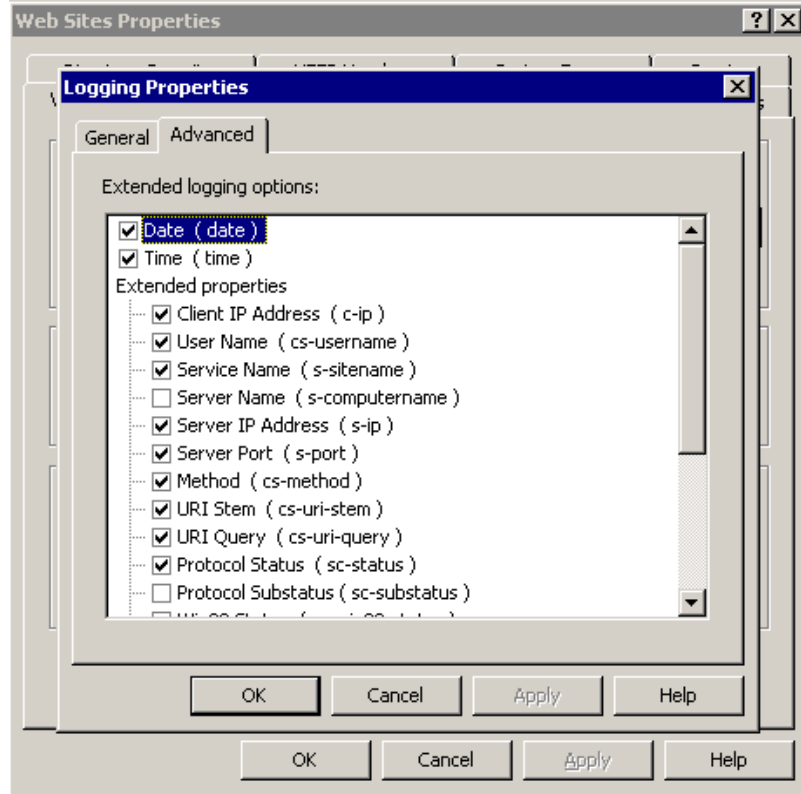 Web Sites Properties
Logging Properties
General Advanced
Extended logging options:
Date ( date )
Time ( time )
Extended properties
Client IP Address ( c-ip )
User Name ( cs-username )
Service Name ( s-sitename )
Server Name ( s-computername )
Server IP Address ( s-ip )
Server Port ( s-port )
Method ( cs-method )
URI Stem ( cs-uri-stem )
URI Query ( cs-uri-query )
Protocol Status ( sc-status )
Protocol Substatus ( sc-substatus )
OK Cancel Apply Help
OK Cancel Apply Help